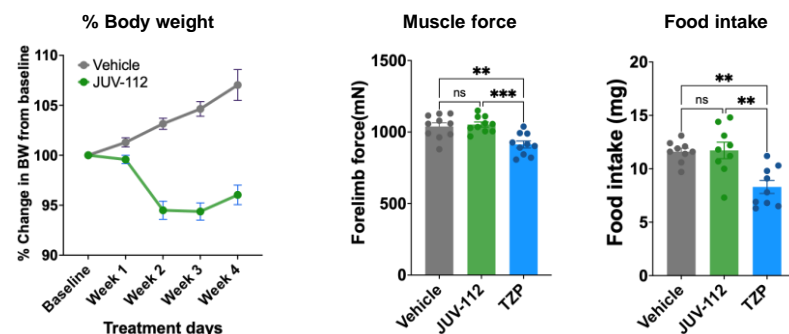 % Body weight
% Change in BW from baseline
110
105
100
95
90
Vehicle
JUV-112
Baseline
Week 1
Week 2
Week 3
Week 4
Treatment days
Muscle force
Forelimb force(mN)
1500
1000
500
0
**
ns
***
Vehicle
JUV-112
TZP
Food intake
Food intake (mg)
20
15
10
5
0
**
ns
**
Vehicle
JUV-112
TZP